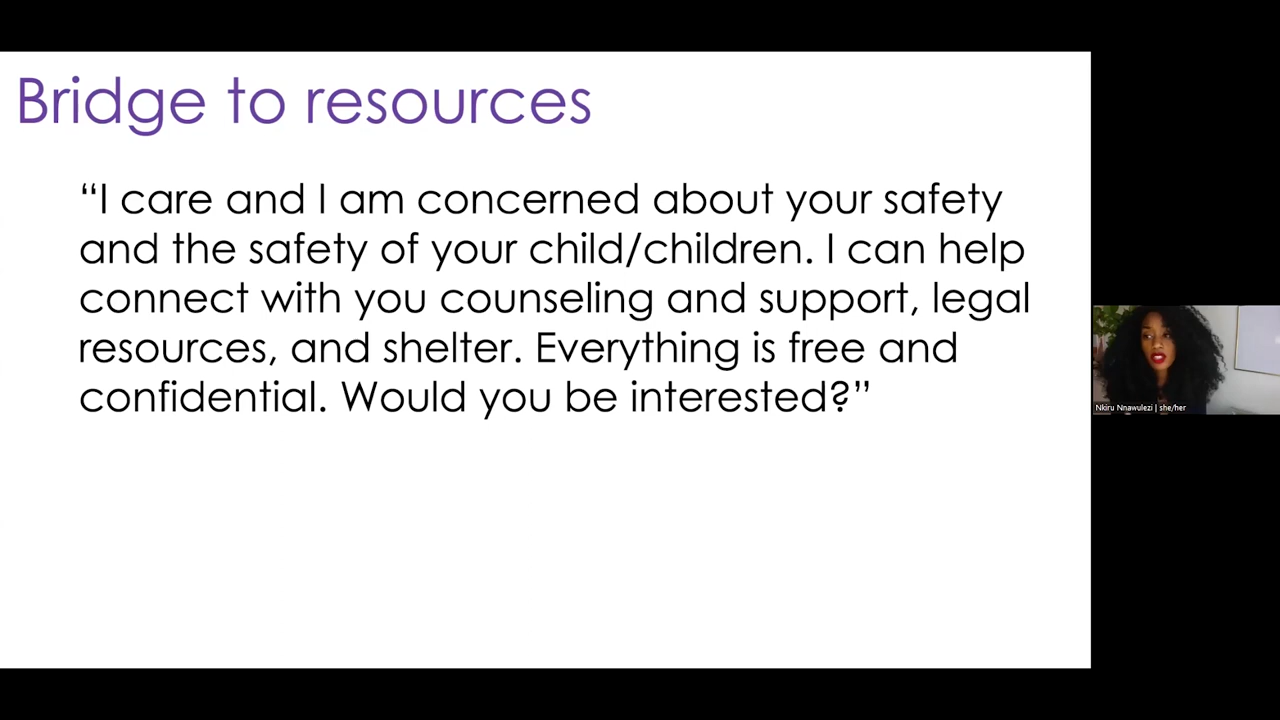 Bridge to resources
“I care and I am concerned about your safety
and the safety of your child/children. I can help
connect with you counseling and support, legal
resources, and shelter. Everything is free and
confidential. Would you be interested?”
Nkiru Nnawulezi | she/her